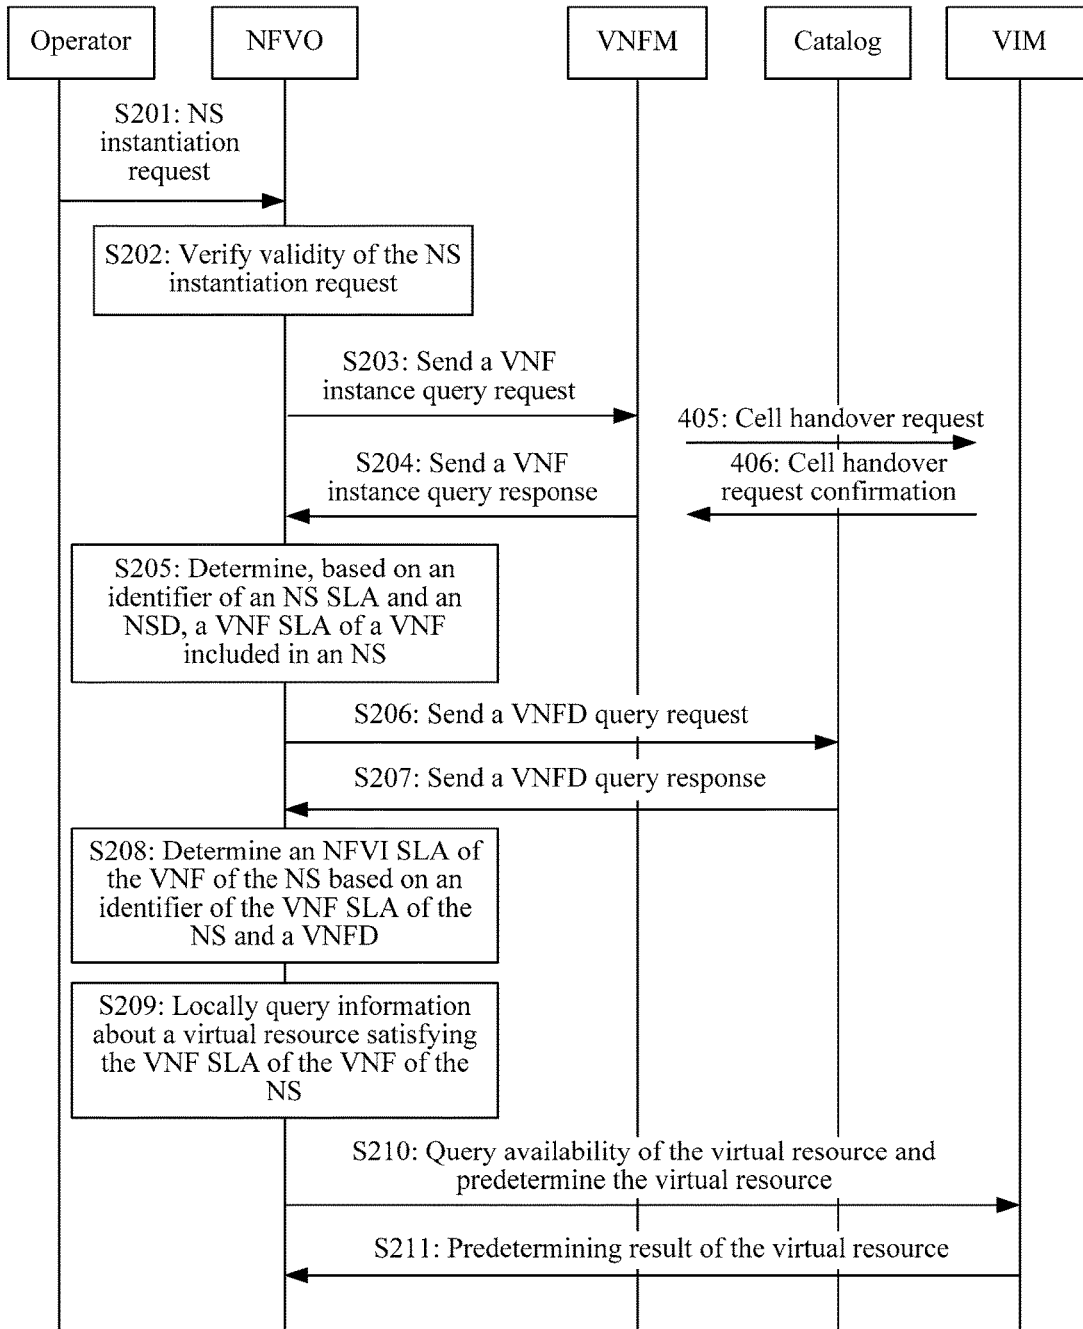 Operator
NFVO
VNFM
Catalog
VIM
S201: NS
instantiation
request
S202: Verify validity of the NS
instantiation request
S203: Send a VNF
instance query request
405: Cell handover request
S204: Send a VNF
instance query response
406: Cell handover
request confirmation
S205: Determine, based on an
identifier of an NS SLA and an
NSD, a VNF SLA of a VNF
included in an NS
S206: Send a VNFD query request
S207: Send a VNFD query response
S208: Determine an NFVI SLA of
the VNF of the NS based on an
identifier of the VNF SLA of the
NS and a VNFD
S209: Locally query information
about a virtual resource satisfying
the VNF SLA of the VNF of the
NS
S210: Query availability of the virtual resource and
predetermine the virtual resource
S211: Predetermining result of the virtual resource